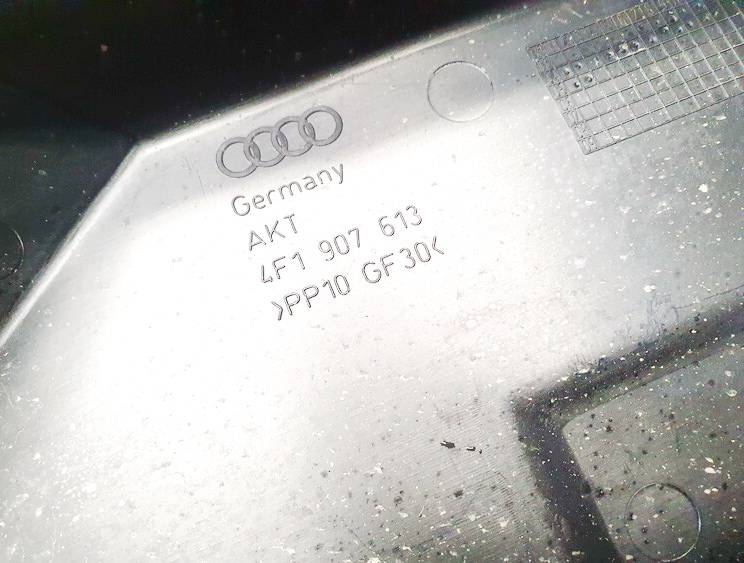 Germany
AKT
4F1 907 613
>PP10 GF30<